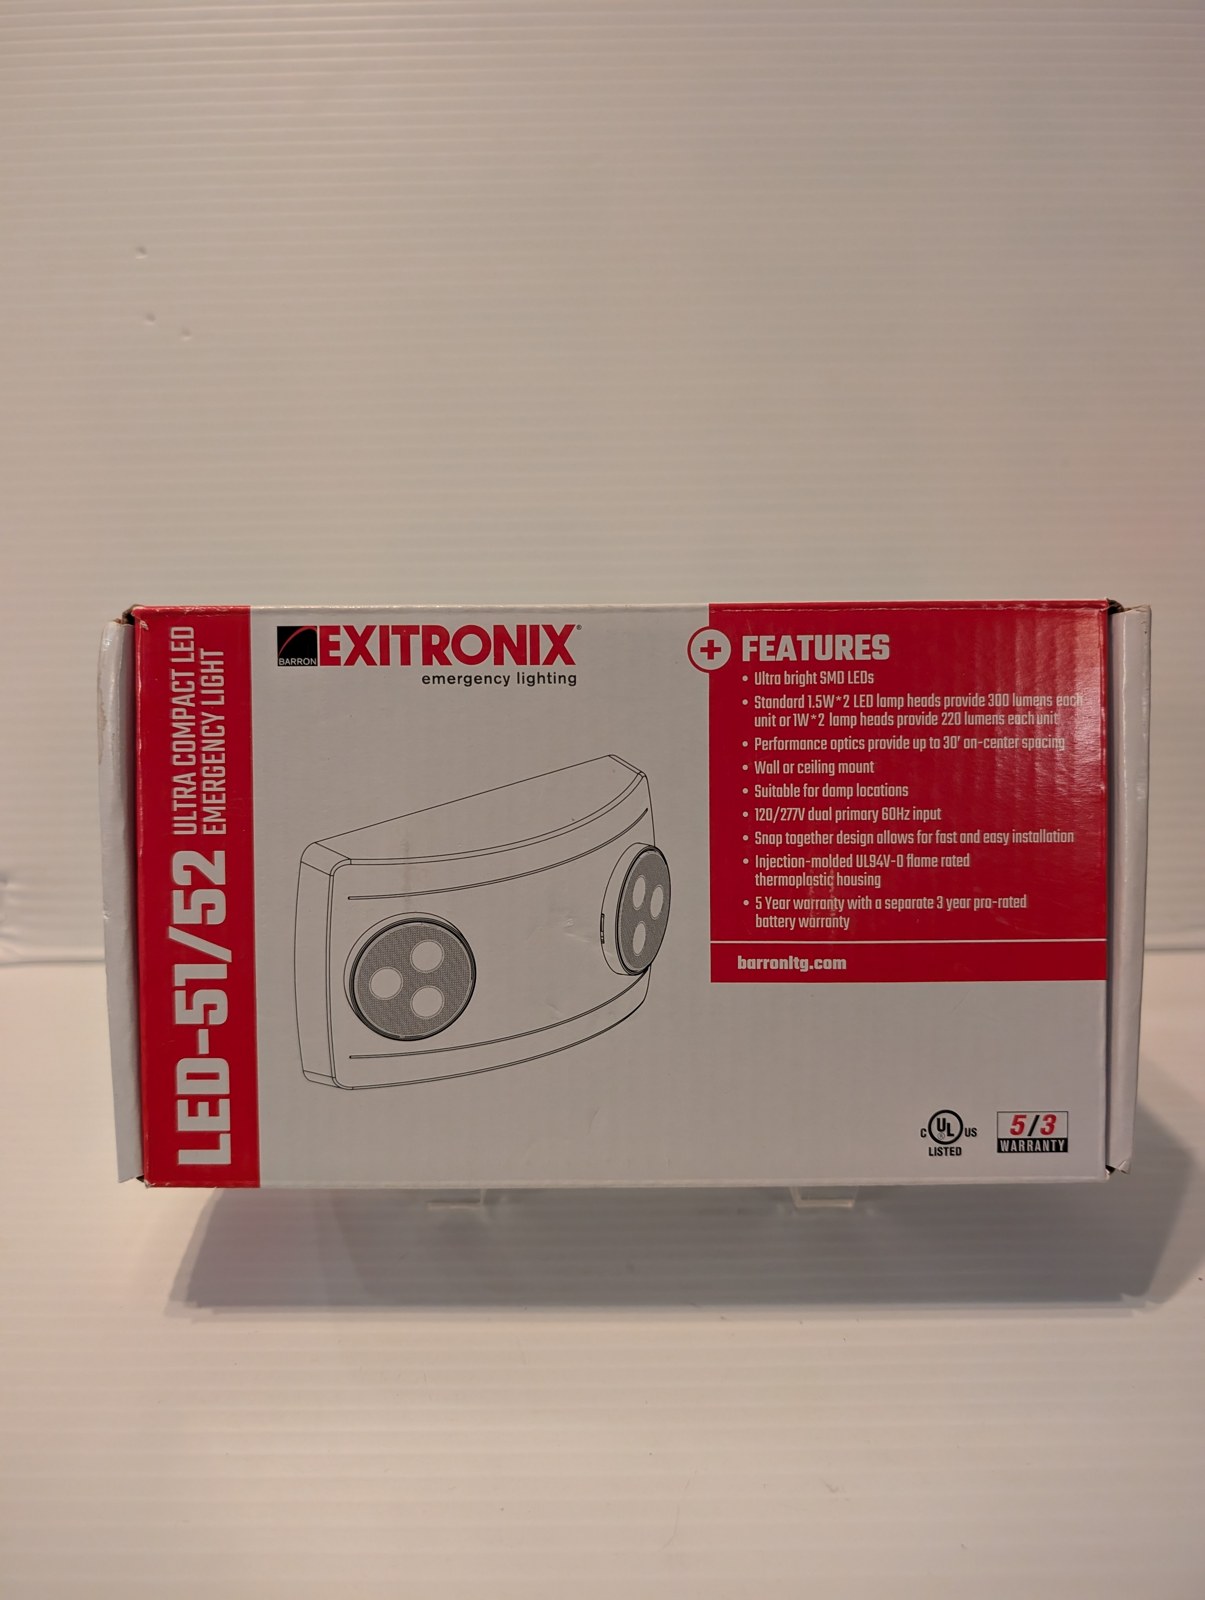 LED-51/52
ULTRA COMPACT LED
EMERGENCY LIGHT
BARRON
EXITRONIX®
emergency lighting
FEATURES
• Ultra bright SMD LEDs
• Standard 1.5W*2 LED lamp heads provide 300 lumens each
unit or 1W*2 lamp heads provide 220 lumens each unit
• Performance optics provide up to 30' on-center spacing
• Wall or ceiling mount
• Suitable for damp locations
• 120/277V dual primary 60Hz input
• Snap together design allows for fast and easy installation
• Injection-molded UL94V-0 flame rated
thermoplastic housing
• 5 Year warranty with a separate 3 year pro-rated
battery warranty
barronltg.com
C UL US
LISTED
5/3
WARRANTY